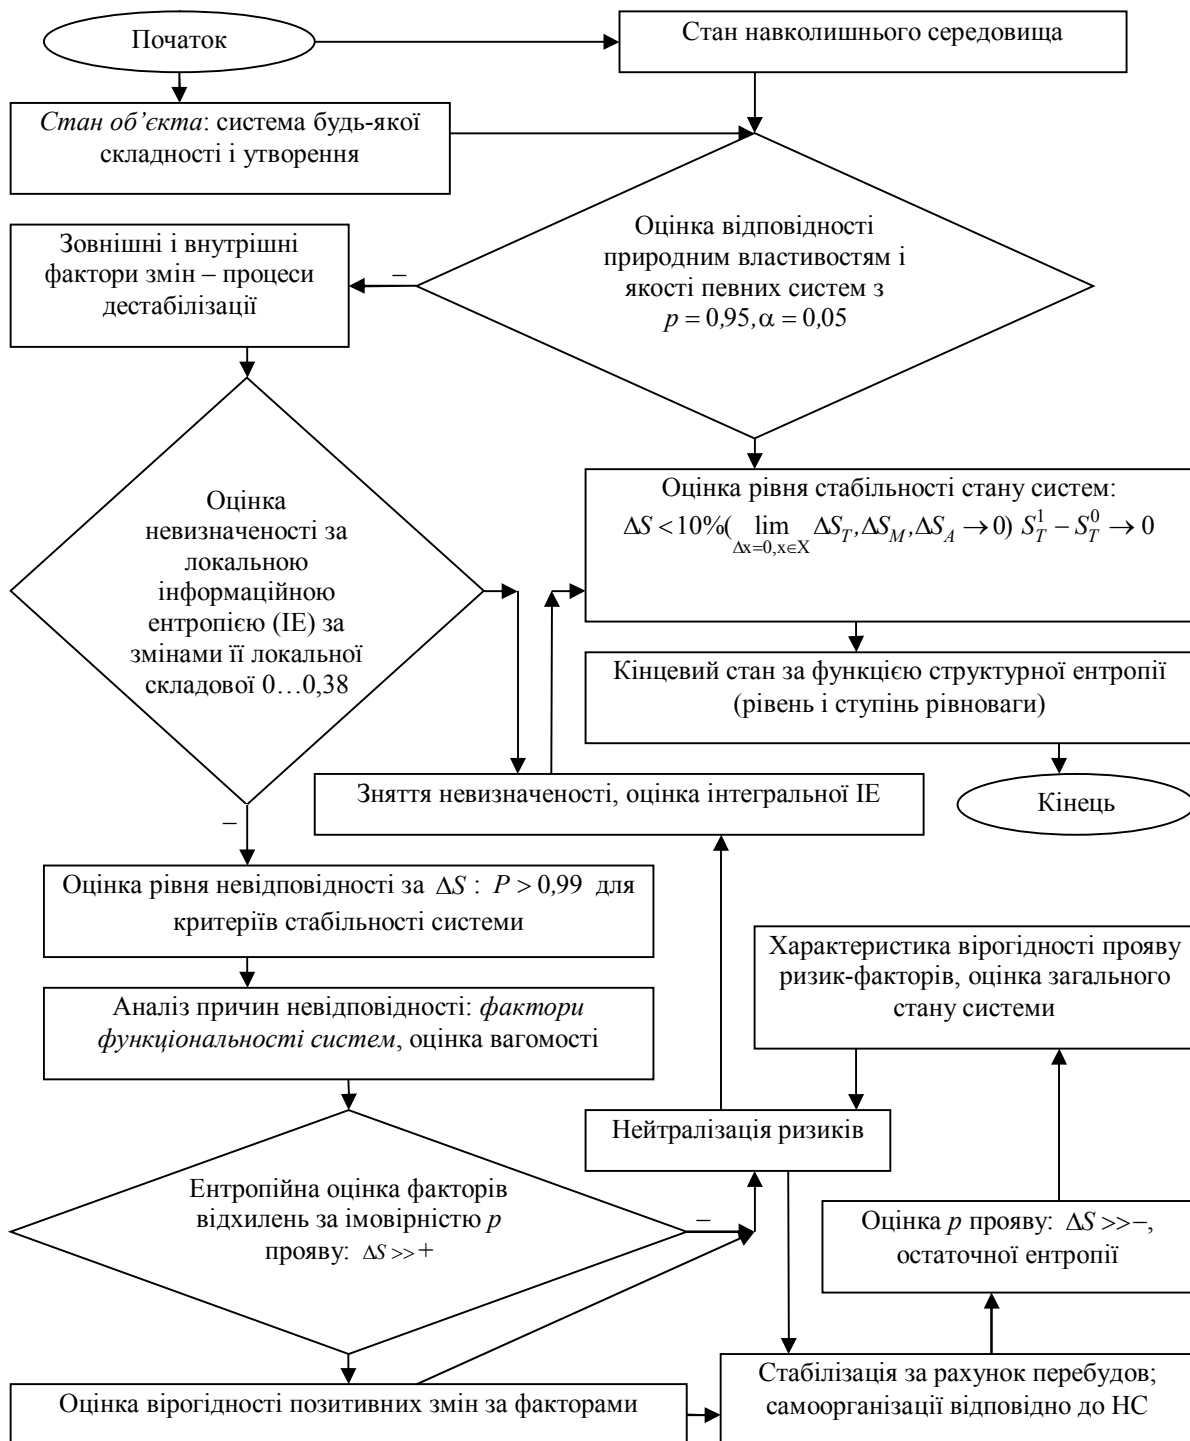 Початок
Стан навколишнього середовища
Стан об’єкта: система будь-якої
складності і утворення
Оцінка відповідності
природним властивостям і
якості певних систем з
p = 0,95, α = 0,05
–
Зовнішні і внутрішні
фактори змін – процеси
дестабілізації
Оцінка
невизначеності за
локальною
інформаційною
ентропією (ІЕ) за
змінами її локальної
складової 0…0,38
Оцінка рівня стабільності стану систем:
ΔS < 10%( lim ΔS_T, ΔS_M, ΔS_A → 0) S_T^1 − S_T^0 → 0
Δx=0, x∈X
Кінцевий стан за функцією структурної ентропії
(рівень і ступінь рівноваги)
Зняття невизначеності, оцінка інтегральної ІЕ
Кінець
–
Оцінка рівня невідповідності за ΔS : P > 0,99 для
критеріїв стабільності системи
Характеристика вірогідності прояву
ризик-факторів, оцінка загального
стану системи
Аналіз причин невідповідності: фактори
функціональності систем, оцінка вагомості
Нейтралізація ризиків
Ентропійна оцінка факторів
відхилень за імовірністю p
прояву: ΔS >> +
–
Оцінка p прояву: ΔS >> −,
остаточної ентропії
Оцінка вірогідності позитивних змін за факторами
Стабілізація за рахунок перебудов;
самоорганізації відповідно до НС